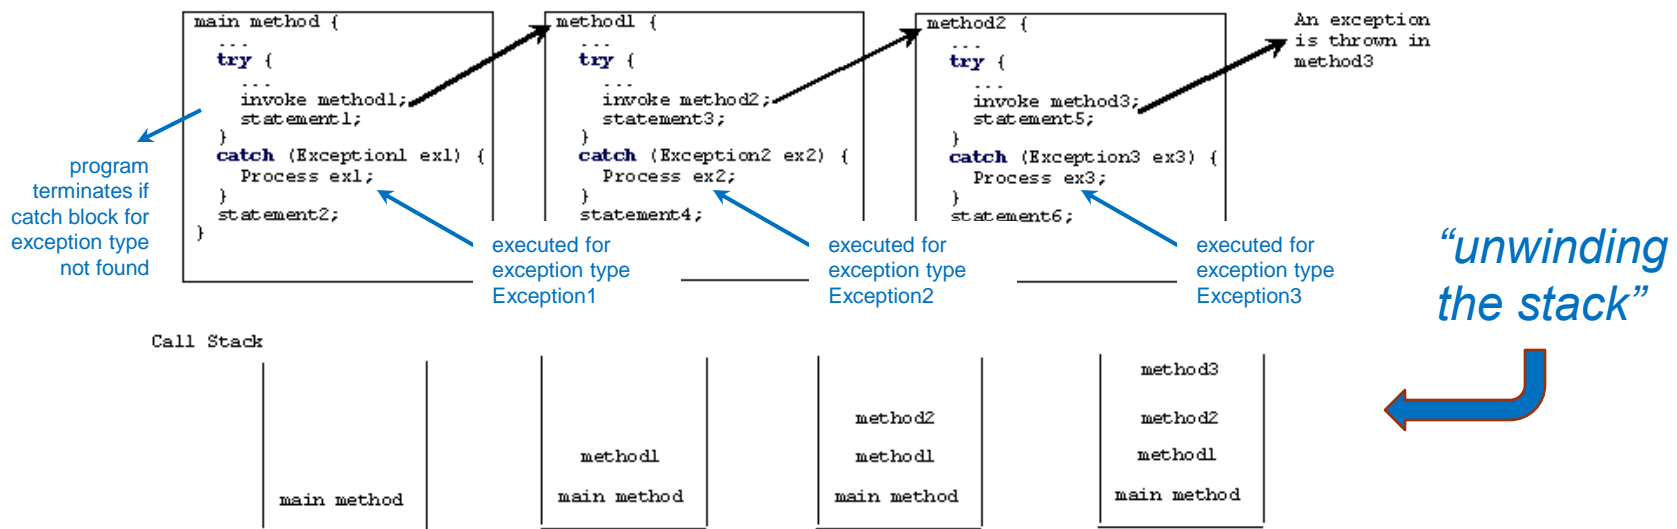 main method {
...
try {
...
invoke method1;
statement1;
}
catch (Exception1 ex1) {
Process ex1;
}
statement2;
}
program
terminates if
catch block for
exception type
not found
executed for
exception type
Exception1
method1 {
...
try {
...
invoke method2;
statement3;
}
catch (Exception2 ex2) {
Process ex2;
}
statement4;
executed for
exception type
Exception2
method2 {
...
try {
...
invoke method3;
statement5;
}
catch (Exception3 ex3) {
Process ex3;
}
statement6;
executed for
exception type
Exception3
An exception
is thrown in
method3
“unwinding
the stack”
Call Stack
main method
method1
main method
method2
method1
main method
method3
method2
method1
main method